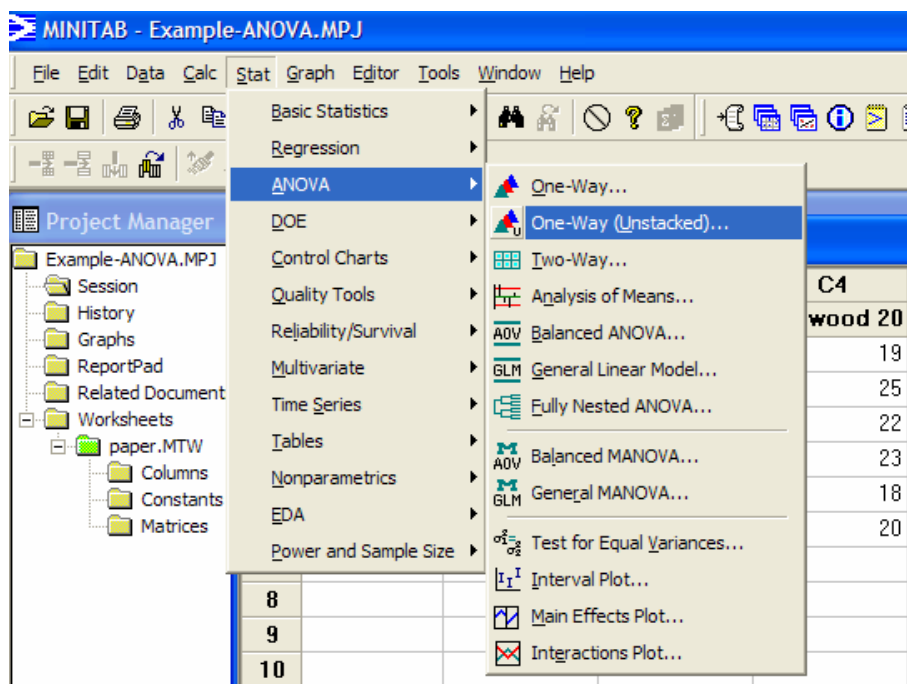 MINITAB - Example-ANOVA.MPJ
File Edit Data Calc Stat Graph Editor Tools Window Help
Basic Statistics
Regression
ANOVA
DOE
Control Charts
Quality Tools
Reliability/Survival
Multivariate
Time Series
Tables
Nonparametrics
EDA
Power and Sample Size
One-Way...
One-Way (Unstacked)...
Two-Way...
Analysis of Means...
AOV Balanced ANOVA...
GLM General Linear Model...
Fully Nested ANOVA...
M AOV Balanced MANOVA...
M GLM General MANOVA...
Test for Equal Variances...
Interval Plot...
Main Effects Plot...
Interactions Plot...
Project Manager
Example-ANOVA.MPJ
Session
History
Graphs
ReportPad
Related Document
Worksheets
paper.MTW
Columns
Constants
Matrices
C4
wood 20
19
25
22
23
18
20
8
9
10